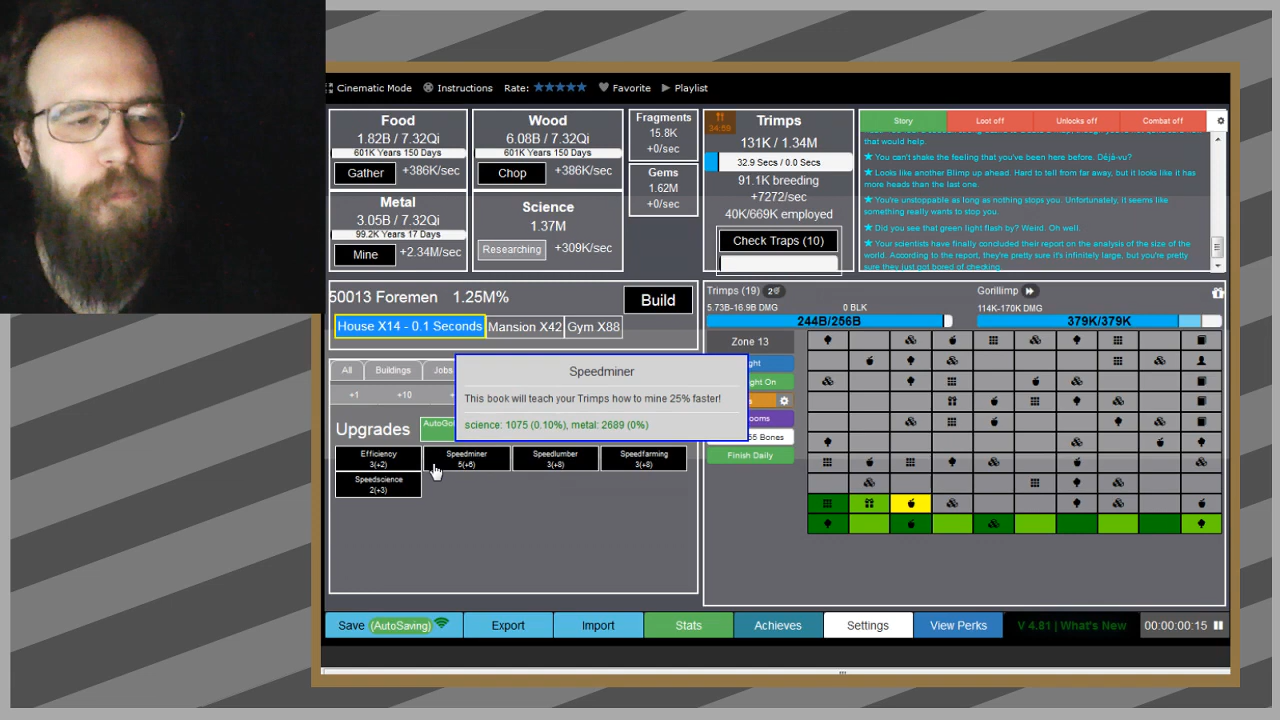 Cinematic Mode
Instructions
Rate:
Favorite
Playlist
Food
1.82B / 7.32Qi
601K Years 150 Days
Gather
+386K/sec
Wood
6.08B / 7.32Qi
601K Years 150 Days
Chop
+386K/sec
Metal
3.05B / 7.32Qi
99.2K Years 17 Days
Mine
+2.34M/sec
Science
1.37M
Researching
+309K/sec
Fragments
15.8K
+0/sec
Gems
1.62M
+0/sec
34:59
Trimps
131K / 1.34M
32.9 Secs / 0.0 Secs
91.1K breeding
+7272/sec
40K/669K employed
Check Traps (10)
Story
Loot off
Unlocks off
Combat off
that would help.
You can't shake the feeling that you've been here before. Déjà-vu?
Looks like another Blimp up ahead. Hard to tell from far away, but it looks like it has
more heads than the last one.
You're unstoppable as long as nothing stops you. Unfortunately, it seems like
something really wants to stop you.
Did you see that green light flash by? Weird. Oh well.
Your scientists have finally concluded their report on the analysis of the size of the
world. According to the report, they're pretty sure it's infinitely large, but you're pretty
sure they just got bored of checking.
50013 Foremen
1.25M%
Build
House X14 - 0.1 Seconds
Mansion X42
Gym X88
All
Buildings
Jobs
+1
+10
Upgrades
Efficiency
3(+2)
Speedminer
5(+6)
Speedlumber
3(+8)
Speedfarming
3(+8)
Speedscience
2(+3)
Speedminer
This book will teach your Trimps how to mine 25% faster!
science: 1075 (0.10%), metal: 2689 (0%)
Trimps (19)
2
5.73B-16.9B DMG
0 BLK
244B/256B
Gorillimp
114K-170K DMG
379K/379K
Zone 13
ght
ght On
ooms
Bones
Finish Daily
Save (AutoSaving)
Export
Import
Stats
Achieves
Settings
View Perks
V 4.81 | What's New
00:00:00:15